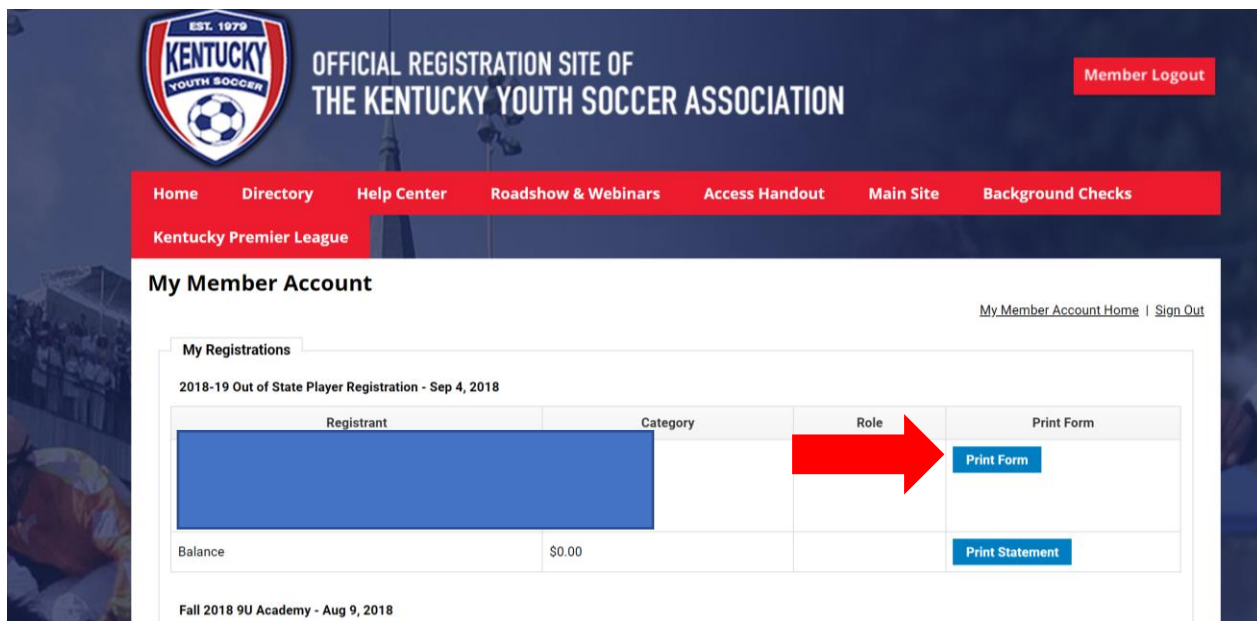 EST. 1979
KENTUCKY
YOUTH SOCCER
OFFICIAL REGISTRATION SITE OF
THE KENTUCKY YOUTH SOCCER ASSOCIATION
Member Logout
Home Directory Help Center Roadshow & Webinars Access Handout Main Site Background Checks
Kentucky Premier League
My Member Account
My Member Account Home | Sign Out
My Registrations
2018-19 Out of State Player Registration - Sep 4, 2018
Registrant Category Role Print Form
Print Form
Balance $0.00 Print Statement
Fall 2018 9U Academy - Aug 9, 2018